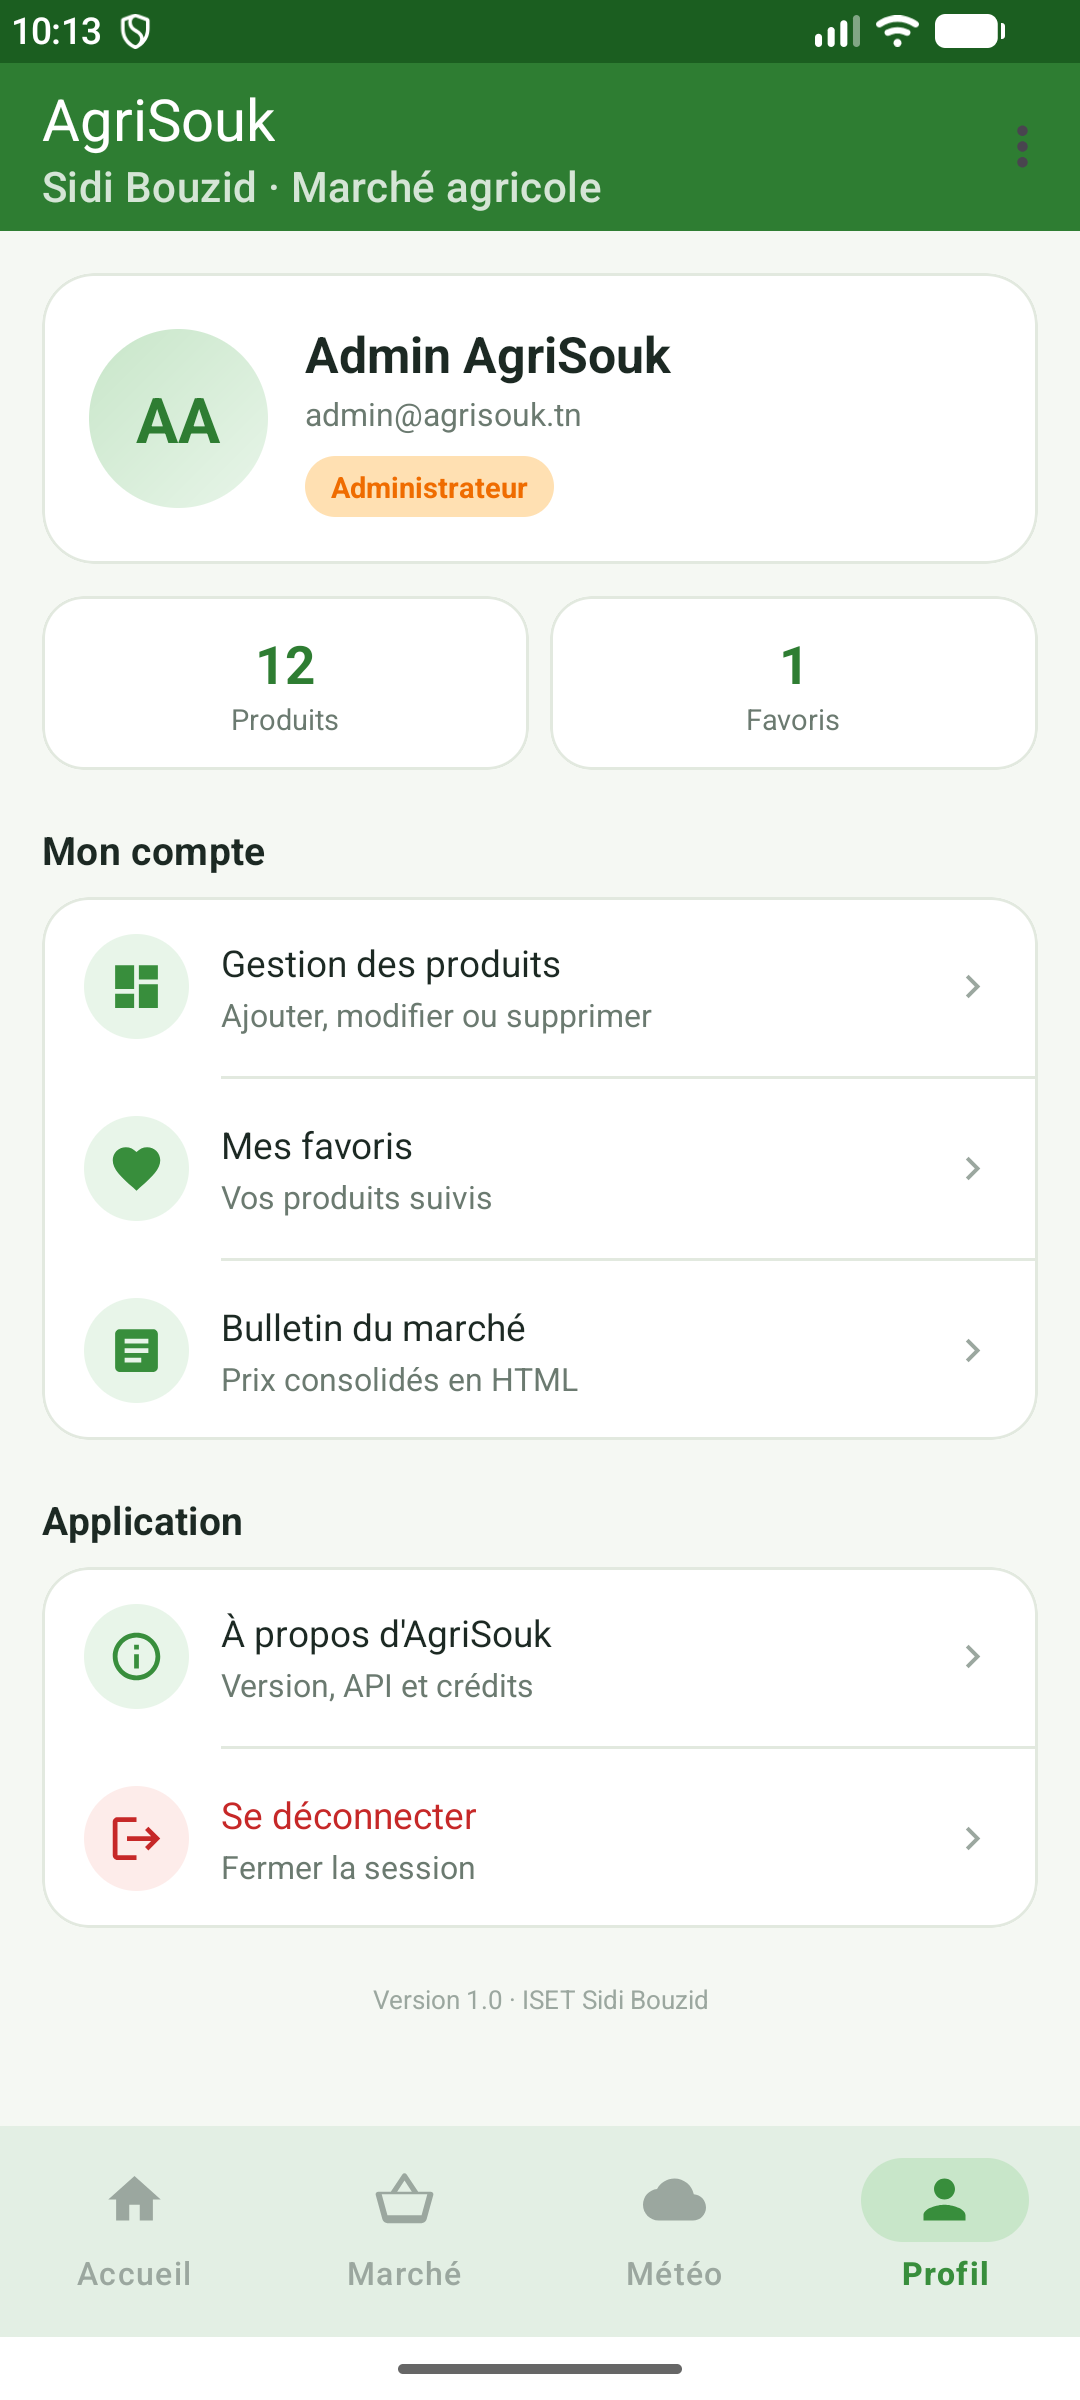 10:13
AgriSouk
Sidi Bouzid · Marché agricole
AA
Admin AgriSouk
admin@agrisouk.tn
Administrateur
12
Produits
1
Favoris
Mon compte
Gestion des produits
Ajouter, modifier ou supprimer
Mes favoris
Vos produits suivis
Bulletin du marché
Prix consolidés en HTML
Application
À propos d'AgriSouk
Version, API et crédits
Se déconnecter
Fermer la session
Version 1.0 · ISET Sidi Bouzid
Accueil
Marché
Météo
Profil